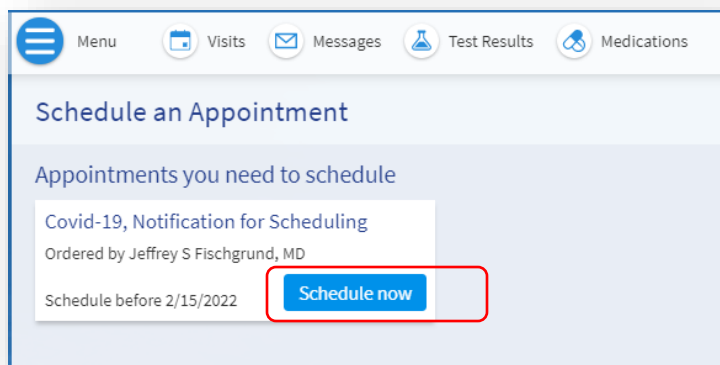 Menu Visits Messages Test Results Medications
Schedule an Appointment
Appointments you need to schedule
Covid-19, Notification for Scheduling
Ordered by Jeffrey S Fischgrund, MD
Schedule before 2/15/2022 Schedule now